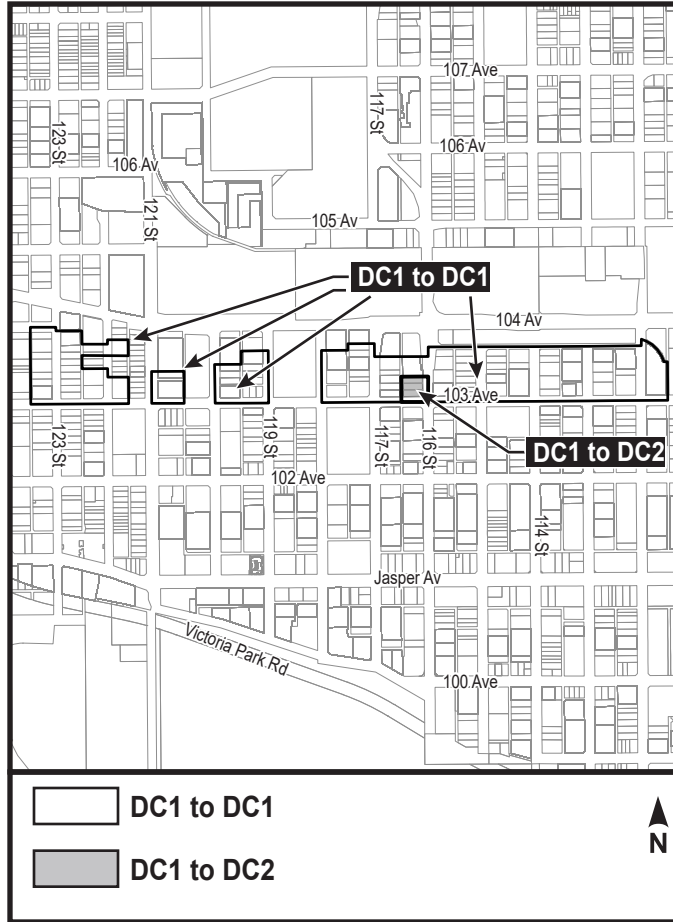 107 Ave
117 St
123 St
106 Av
106 Av
121 St
105 Av
DC1 to DC1
104 Av
103 Ave
123 St
119 St
117 St
116 St
DC1 to DC2
102 Ave
114 St
Jasper Av
Victoria Park Rd
100 Ave
DC1 to DC1
DC1 to DC2
N